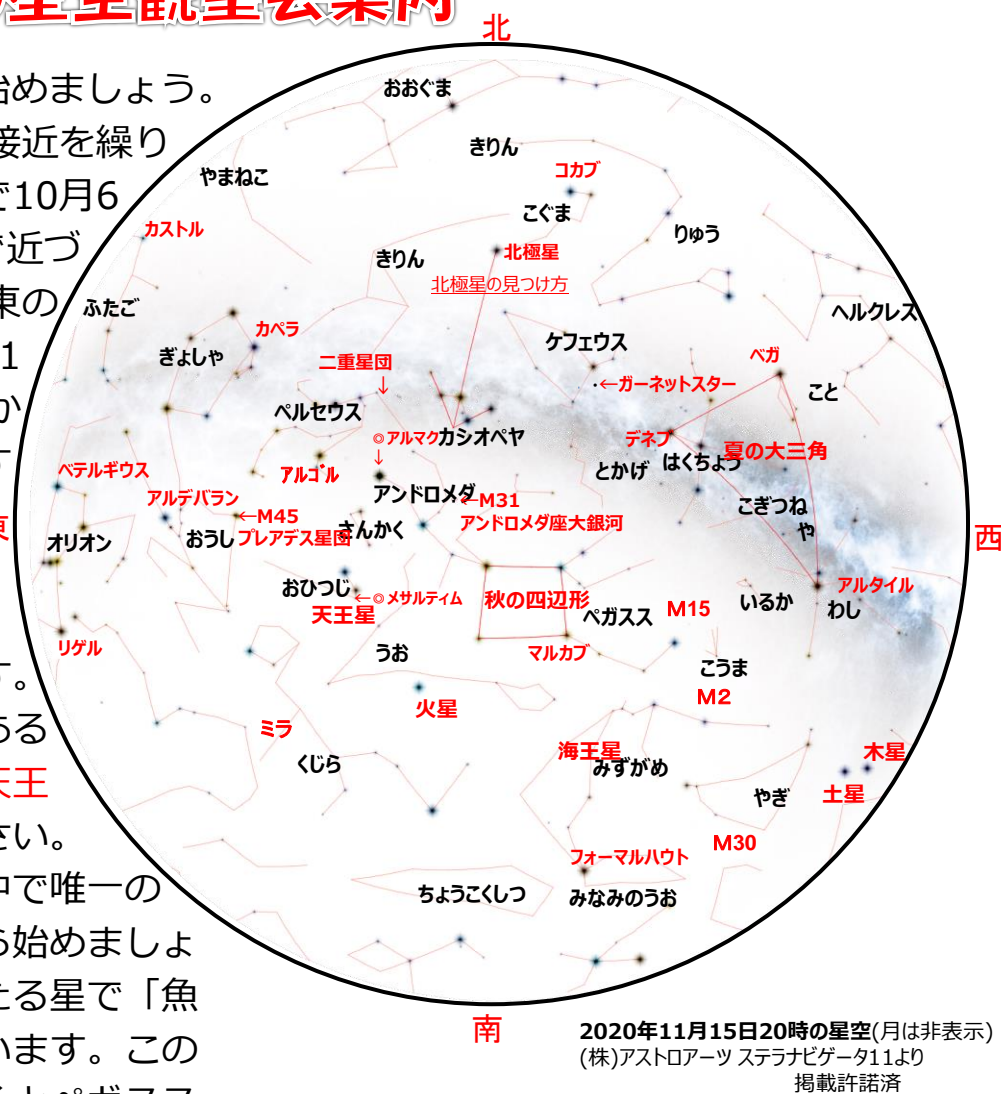 星空観望会案内
北
始めましょう。
接近を繰り
で10月6
で近づ
東の
1
か
す
東
す。
ある
天王
さい。
中で唯一の
ら始めましょ
たる星で「魚
います。この
おおぐま
きりん
コカブ
やまねこ
こぐま
カストル
りゅう
北極星
きりん
北極星の見つけ方
ふたご
ヘルクレス
カペラ
ケフェウス
ぎょしゃ
ベガ
二重星団
↓
←ガーネットスター
こと
ペルセウス
◎アルマク
カシオペヤ
↓
デネブ
夏の大三角
ベテルギウス
アルゴル
とかげ
はくちょう
アルデバラン
アンドロメダ
←M31
こぎつね
←M45
アンドロメダ座大銀河
や
おうし
プレアデス星団
さんかく
オリオン
西
おひつじ
←◎メサルティム
秋の四辺形
アルタイル
天王星
ペガスス
M15
いるか
わし
リゲル
うお
マルカブ
こうま
火星
M2
ミラ
くじら
海王星
みずがめ
木星
やぎ
土星
M30
フォーマルハウト
ちょうこくしつ
みなみのうお
南
2020年11月15日20時の星空(月は非表示)
(株)アストロアーツ ステラナビゲータ11より
掲載許諾済